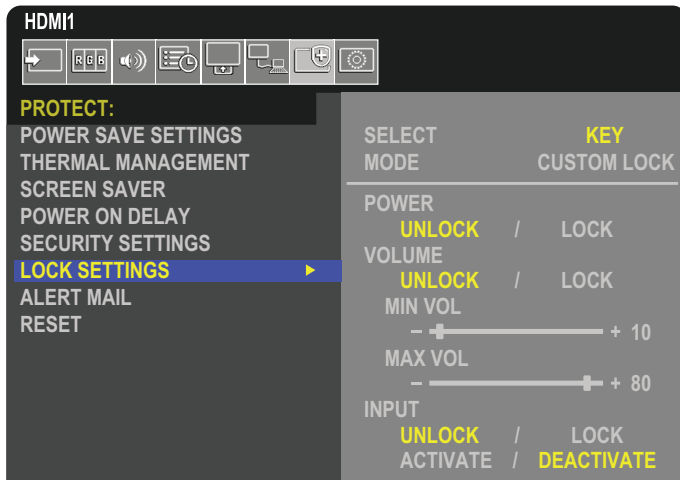 HDMI1
RGB
PROTECT:
POWER SAVE SETTINGS
THERMAL MANAGEMENT
SCREEN SAVER
POWER ON DELAY
SECURITY SETTINGS
LOCK SETTINGS
ALERT MAIL
RESET
SELECT KEY
MODE CUSTOM LOCK
POWER
UNLOCK / LOCK
VOLUME
UNLOCK / LOCK
MIN VOL
− + 10
MAX VOL
− + 80
INPUT
UNLOCK / LOCK
ACTIVATE / DEACTIVATE